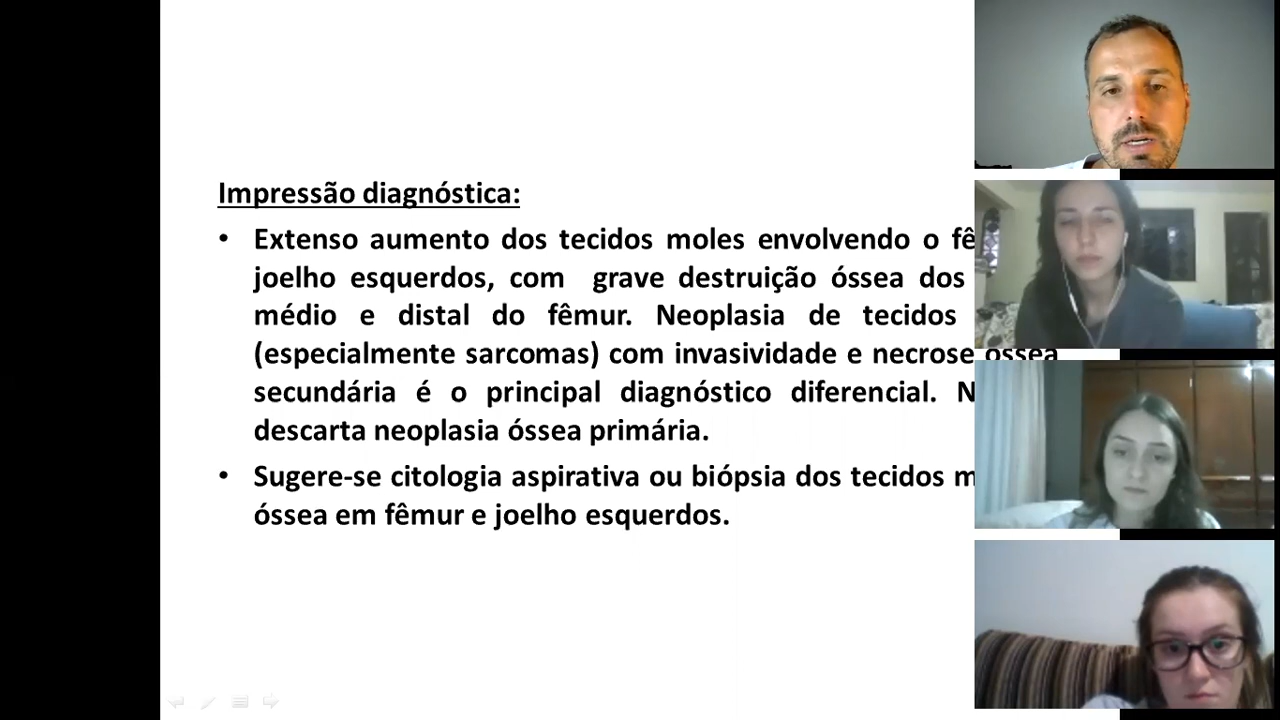 Impressão diagnóstica:
• Extenso aumento dos tecidos moles envolvendo o
joelho esquerdos, com grave destruição óssea dos
médio e distal do fêmur. Neoplasia de tecidos
(especialmente sarcomas) com invasividade e necrose óssea
secundária é o principal diagnóstico diferencial.
descarta neoplasia óssea primária.
• Sugere-se citologia aspirativa ou biópsia dos tecidos
óssea em fêmur e joelho esquerdos.